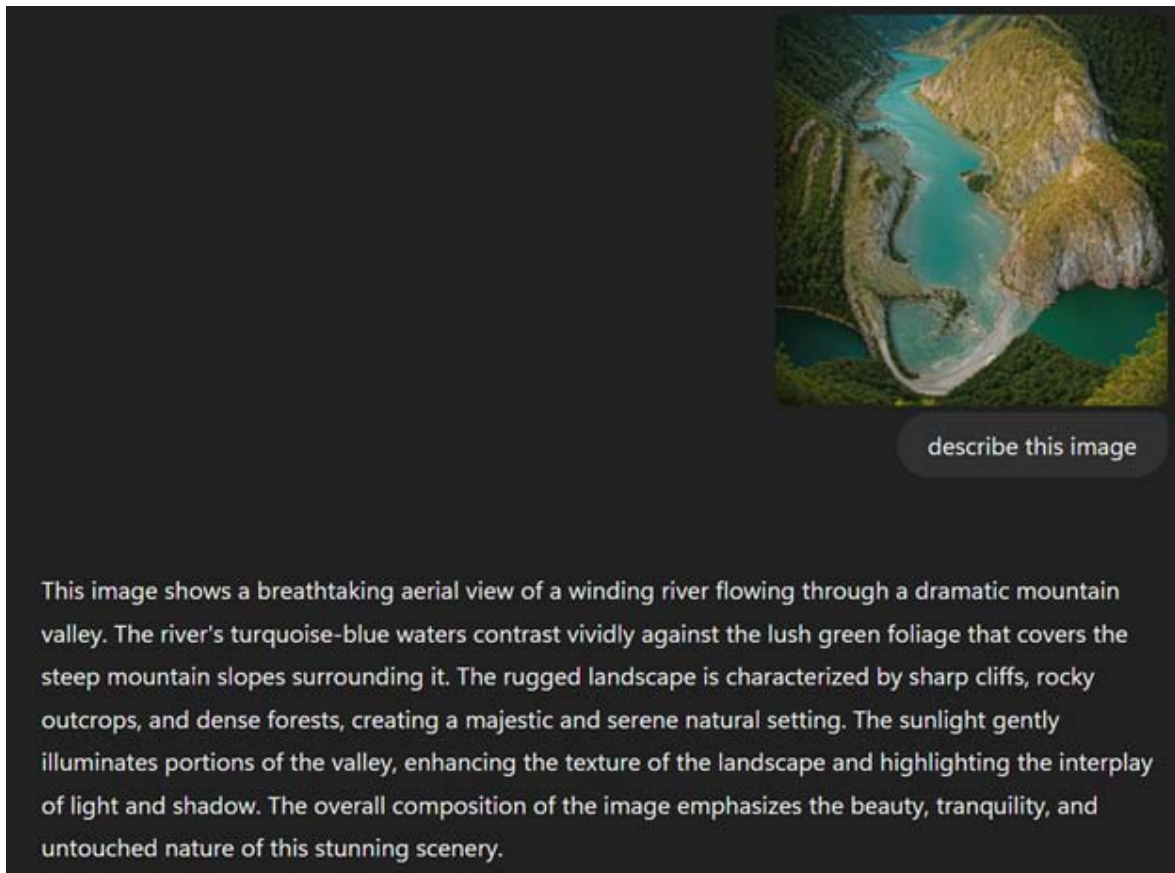 describe this image
This image shows a breathtaking aerial view of a winding river flowing through a dramatic mountain
valley. The river's turquoise-blue waters contrast vividly against the lush green foliage that covers the
steep mountain slopes surrounding it. The rugged landscape is characterized by sharp cliffs, rocky
outcrops, and dense forests, creating a majestic and serene natural setting. The sunlight gently
illuminates portions of the valley, enhancing the texture of the landscape and highlighting the interplay
of light and shadow. The overall composition of the image emphasizes the beauty, tranquility, and
untouched nature of this stunning scenery.